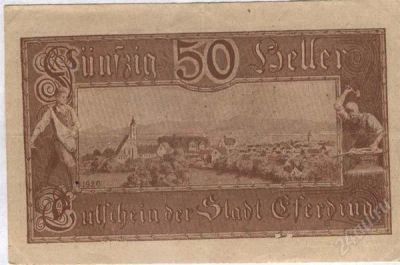 Fünfzig 50 Heller
1920
Gutschein der Stadt Eferding